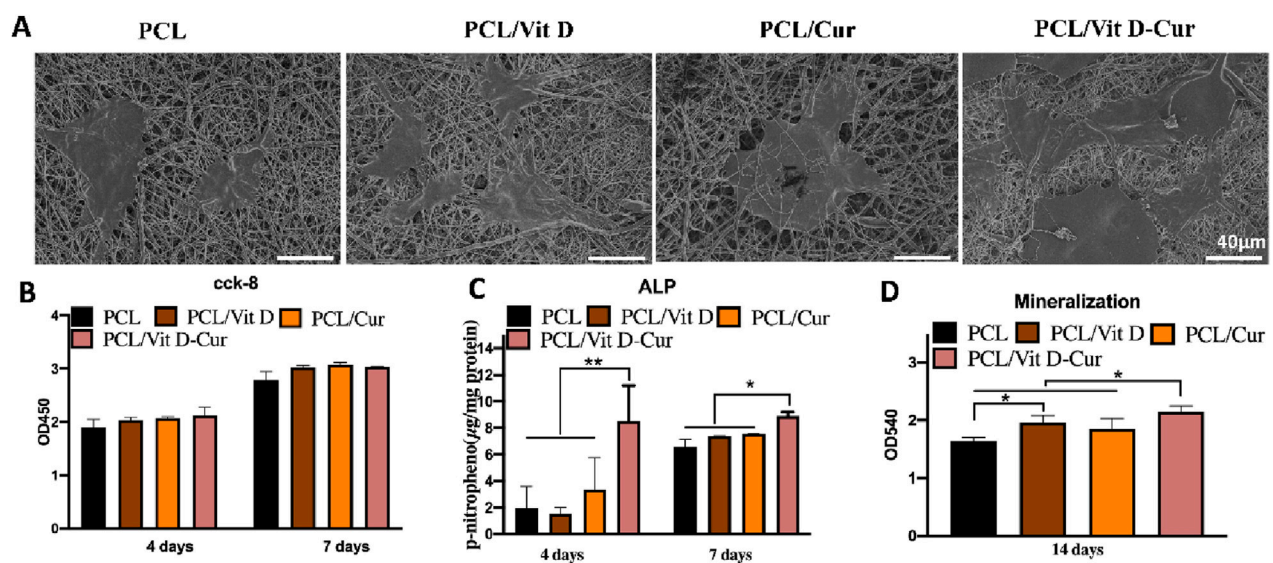 A
PCL
PCL/Vit D
PCL/Cur
PCL/Vit D-Cur
40μm
B
cck-8
PCL PCL/Vit D PCL/Cur
PCL/Vit D-Cur
OD450
4
3
2
1
0
4 days
7 days
C
ALP
PCL PCL/Vit D PCL/Cur
PCL/Vit D-Cur
p-nitropheno(μg/mg protein)
14
12
10
8
6
4
2
0
**
*
4 days
7 days
D
Mineralization
PCL PCL/Vit D PCL/Cur
PCL/Vit D-Cur
OD540
2
1
0
*
*
14 days